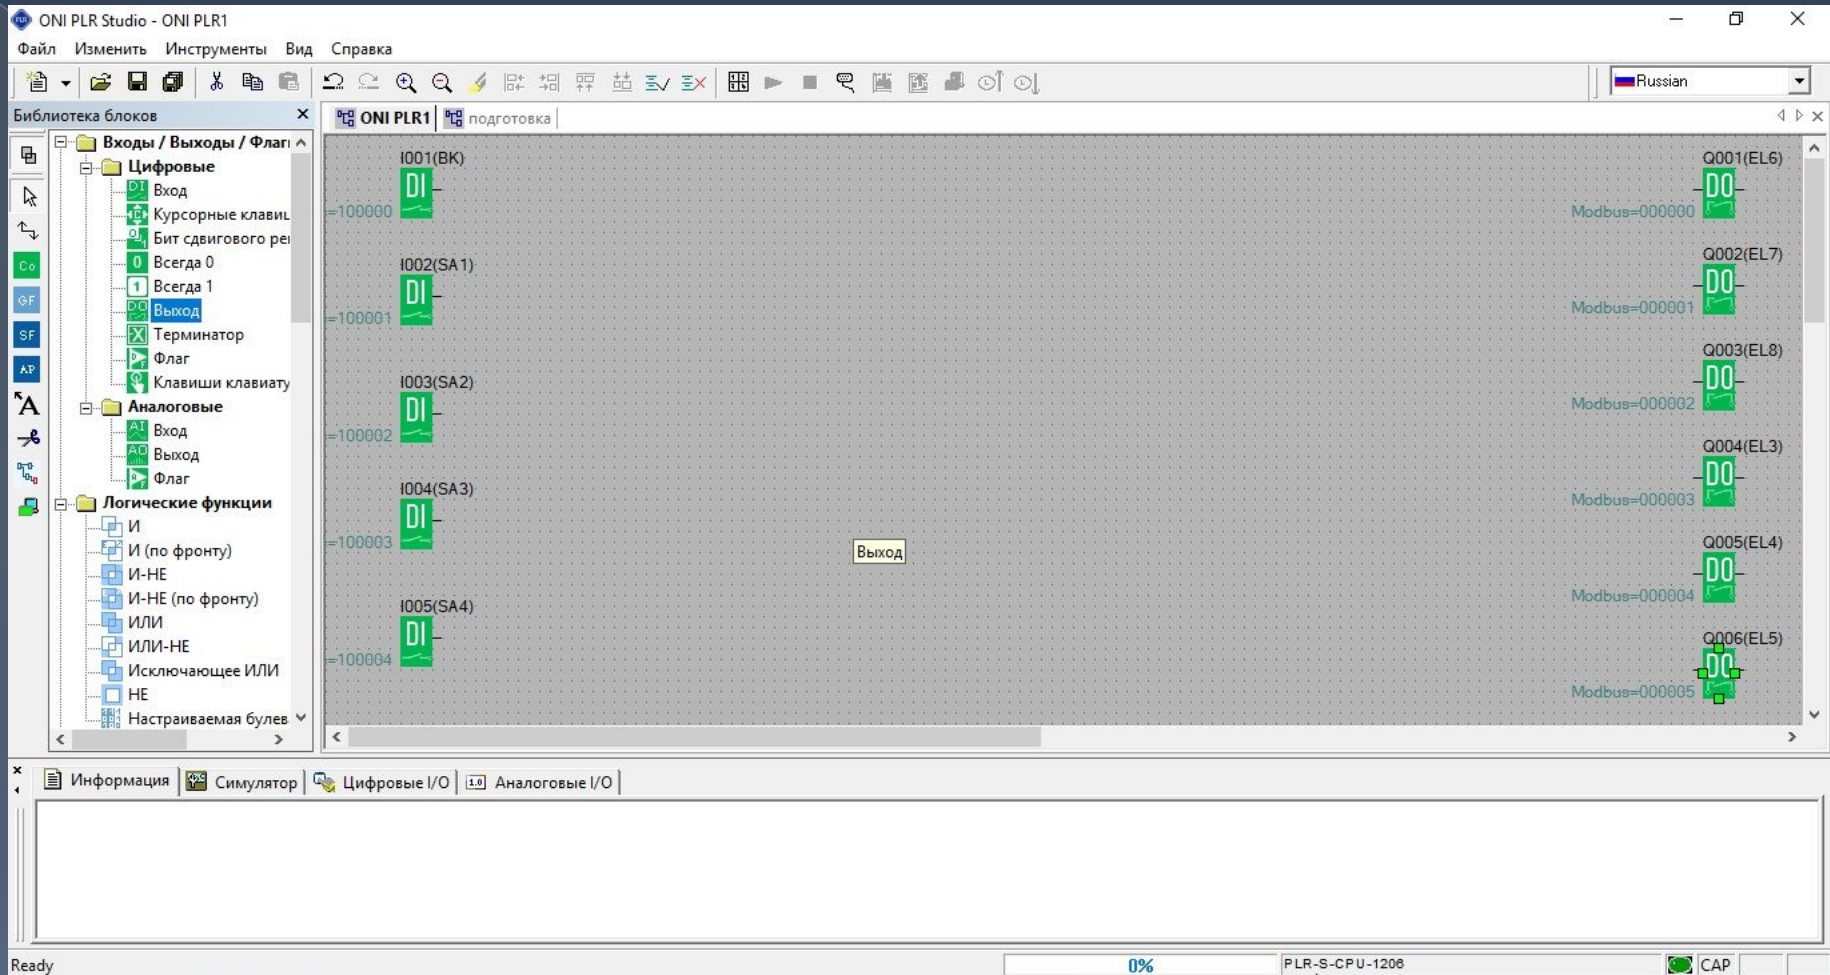 ONI PLR Studio - ONI PLR1
Файл Изменить Инструменты Вид Справка
Russian
Библиотека блоков
ONI PLR1 подготовка
Входы / Выходы / Флаг
Цифровые
Вход
Курсорные клавиц
Бит сдвигового ре
Всегда 0
Всегда 1
Выход
Терминатор
Флаг
Клавиши клавиату
Аналоговые
Вход
Выход
Флаг
Логические функции
И
И (по фронту)
И-НЕ
И-НЕ (по фронту)
ИЛИ
ИЛИ-НЕ
Исключающее ИЛИ
НЕ
Настраиваемая булев
Co
GF
SF
AP
A
I001(BK)
DI
=100000
I002(SA1)
DI
=100001
I003(SA2)
DI
=100002
I004(SA3)
DI
=100003
I005(SA4)
DI
=100004
Выход
Q001(EL6)
DO
Modbus=000000
Q002(EL7)
DO
Modbus=000001
Q003(EL8)
DO
Modbus=000002
Q004(EL3)
DO
Modbus=000003
Q005(EL4)
DO
Modbus=000004
Q006(EL5)
DO
Modbus=000005
Информация Симулятор Цифровые I/O Аналоговые I/O
Ready 0% PLR-S-CPU-1206 CAP